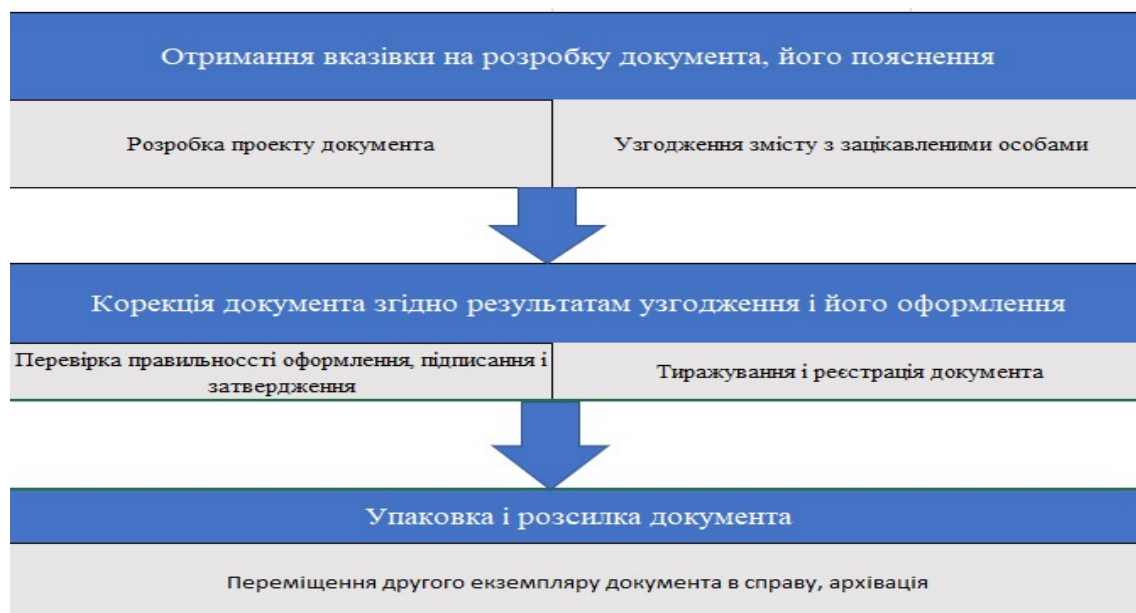 Отримання вказівки на розробку документа, його пояснення
Розробка проекту документа
Узгодження змісту з зацікавленими особами
Корекція документа згідно результатам узгодження і його оформлення
Перевірка правильноссті оформлення, підписання і
затвердження
Тиражування і реєстрація документа
Упаковка і розсилка документа
Переміщення другого екземпляру документа в справу, архівація